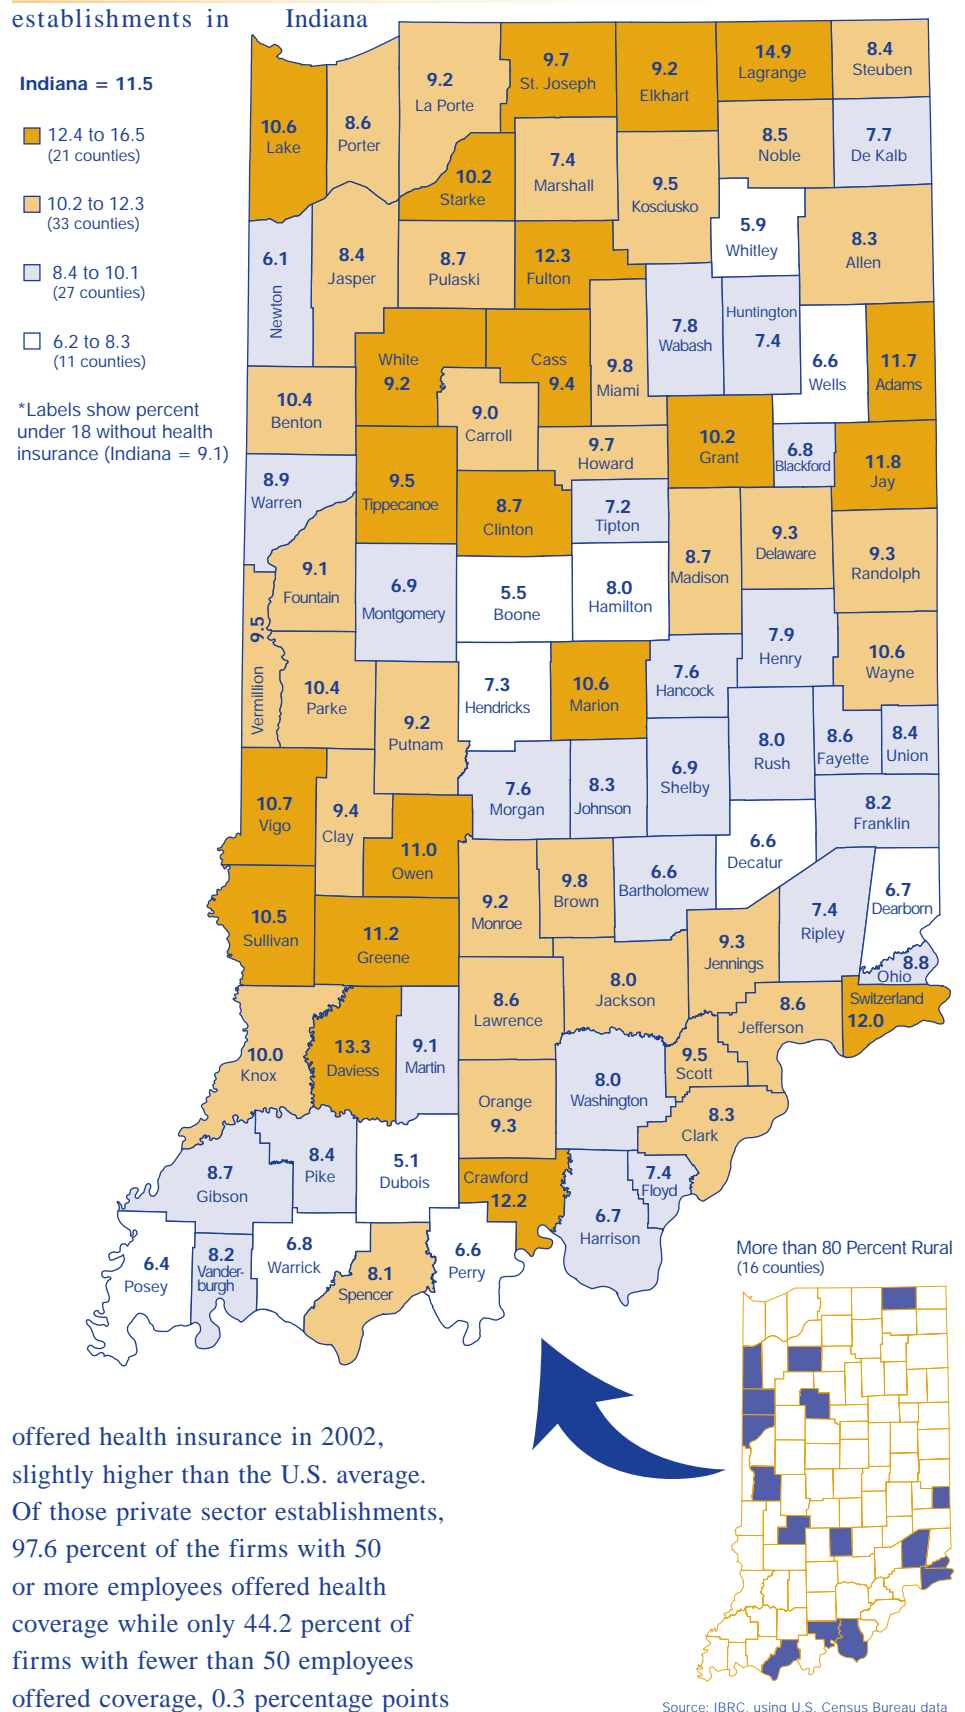 establishments in Indiana
Indiana = 11.5
12.4 to 16.5
(21 counties)
10.2 to 12.3
(33 counties)
8.4 to 10.1
(27 counties)
6.2 to 8.3
(11 counties)
*Labels show percent
under 18 without health
insurance (Indiana = 9.1)
10.6
Lake
8.6
Porter
9.2
La Porte
9.7
St. Joseph
9.2
Elkhart
14.9
Lagrange
8.4
Steuben
10.2
Starke
7.4
Marshall
9.5
Kosciusko
8.5
Noble
7.7
De Kalb
5.9
Whitley
8.3
Allen
6.1
Newton
8.4
Jasper
8.7
Pulaski
12.3
Fulton
7.8
Wabash
Huntington
7.4
6.6
Wells
11.7
Adams
White
9.2
Cass
9.4
9.8
Miami
10.4
Benton
9.0
Carroll
9.7
Howard
10.2
Grant
6.8
Blackford
11.8
Jay
8.9
Warren
9.5
Tippecanoe
8.7
Clinton
7.2
Tipton
8.7
Madison
9.3
Delaware
9.3
Randolph
9.1
Fountain
6.9
Montgomery
5.5
Boone
8.0
Hamilton
9.5
Vermillion
10.4
Parke
9.2
Putnam
7.3
Hendricks
10.6
Marion
7.6
Hancock
7.9
Henry
10.6
Wayne
8.0
Rush
8.6
Fayette
8.4
Union
10.7
Vigo
9.4
Clay
11.0
Owen
7.6
Morgan
8.3
Johnson
6.9
Shelby
8.2
Franklin
6.6
Decatur
10.5
Sullivan
11.2
Greene
9.2
Monroe
9.8
Brown
6.6
Bartholomew
9.3
Jennings
7.4
Ripley
6.7
Dearborn
8.8
Ohio
Switzerland
12.0
10.0
Knox
13.3
Daviess
9.1
Martin
8.6
Lawrence
8.0
Jackson
8.6
Jefferson
9.5
Scott
Orange
9.3
8.0
Washington
8.3
Clark
8.7
Gibson
8.4
Pike
5.1
Dubois
Crawford
12.2
7.4
Floyd
6.7
Harrison
6.4
Posey
8.2
Vander-
burgh
6.8
Warrick
8.1
Spencer
6.6
Perry
More than 80 Percent Rural
(16 counties)
offered health insurance in 2002,
slightly higher than the U.S. average.
Of those private sector establishments,
97.6 percent of the firms with 50
or more employees offered health
coverage while only 44.2 percent of
firms with fewer than 50 employees
offered coverage, 0.3 percentage points
Source: IBRC, using U.S. Census Bureau data